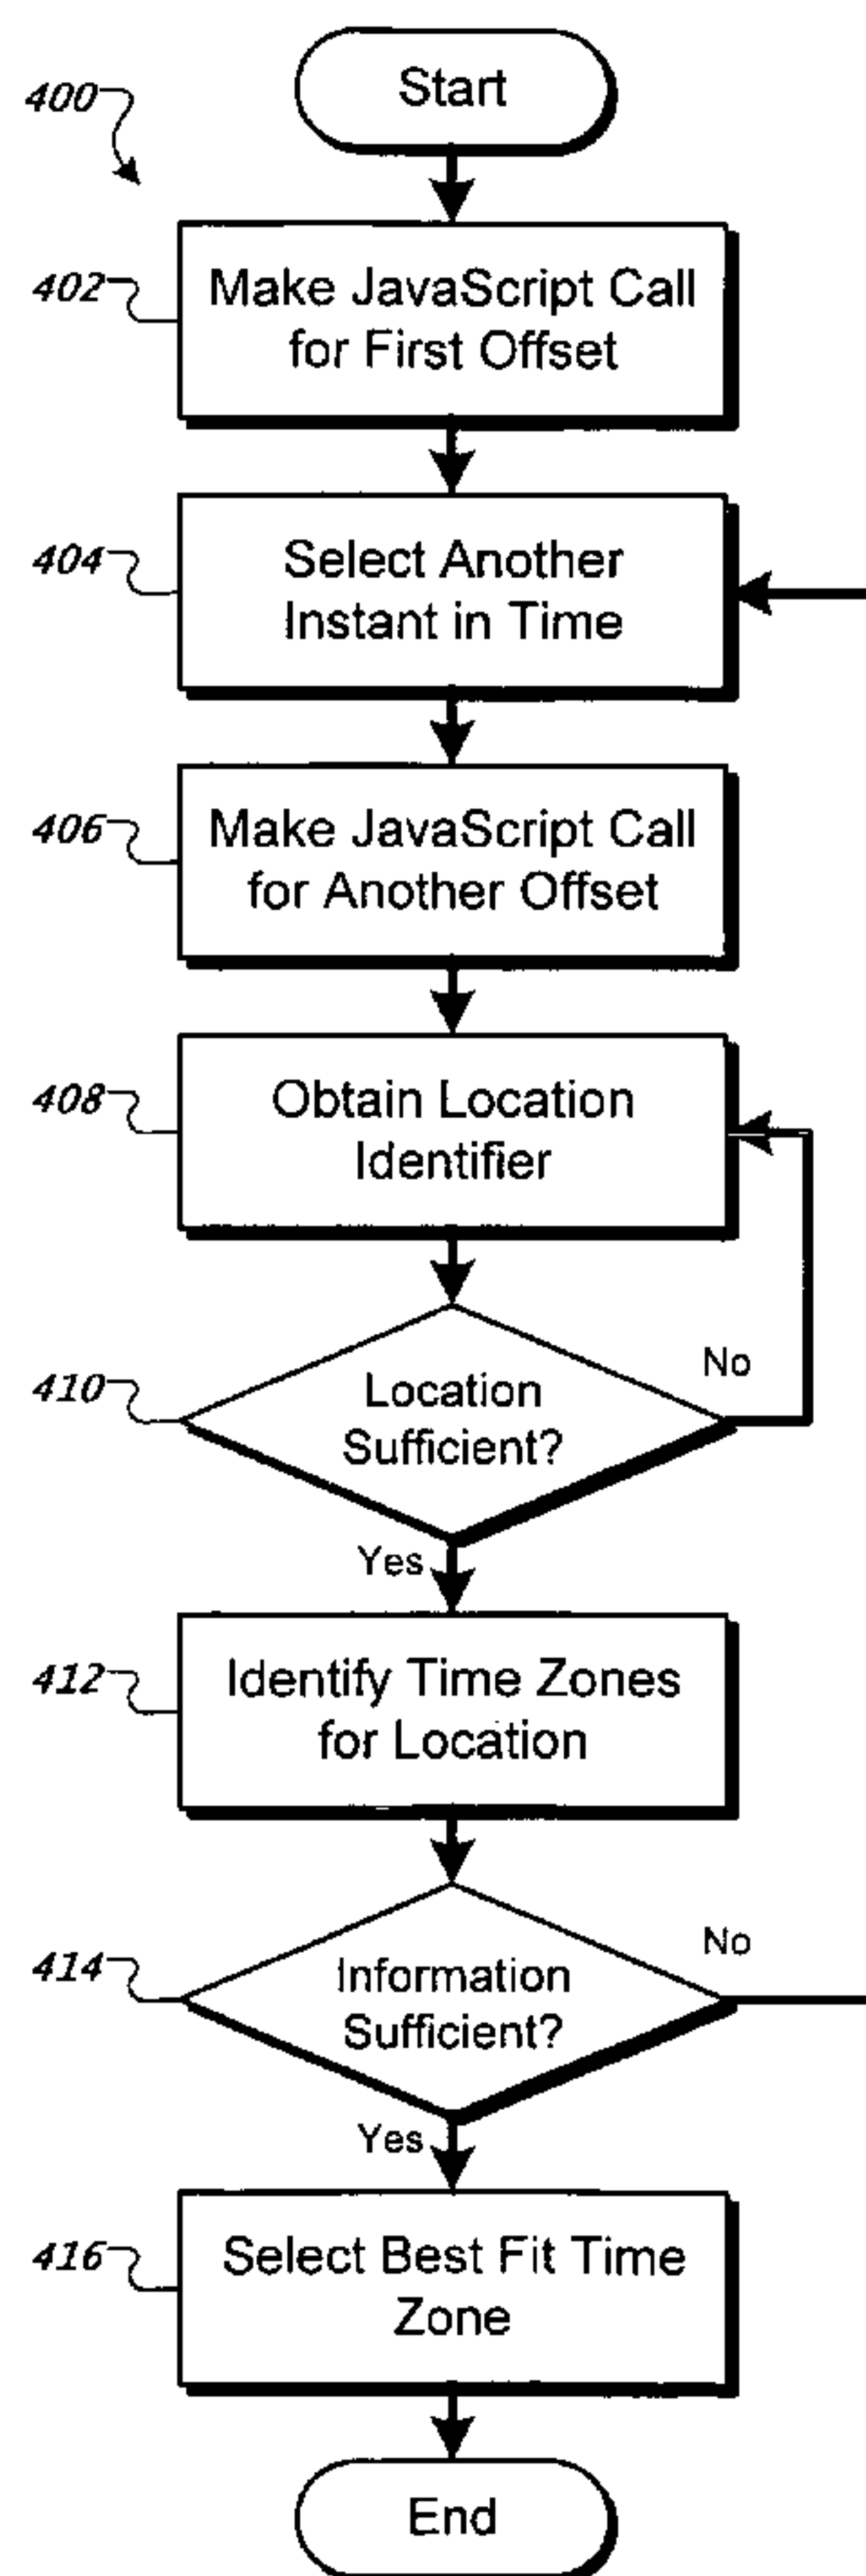 Start
400
402
Make JavaScript Call
for First Offset
404
Select Another
Instant in Time
406
Make JavaScript Call
for Another Offset
408
Obtain Location
Identifier
410
Location
Sufficient?
No
Yes
412
Identify Time Zones
for Location
414
Information
Sufficient?
No
Yes
416
Select Best Fit Time
Zone
End